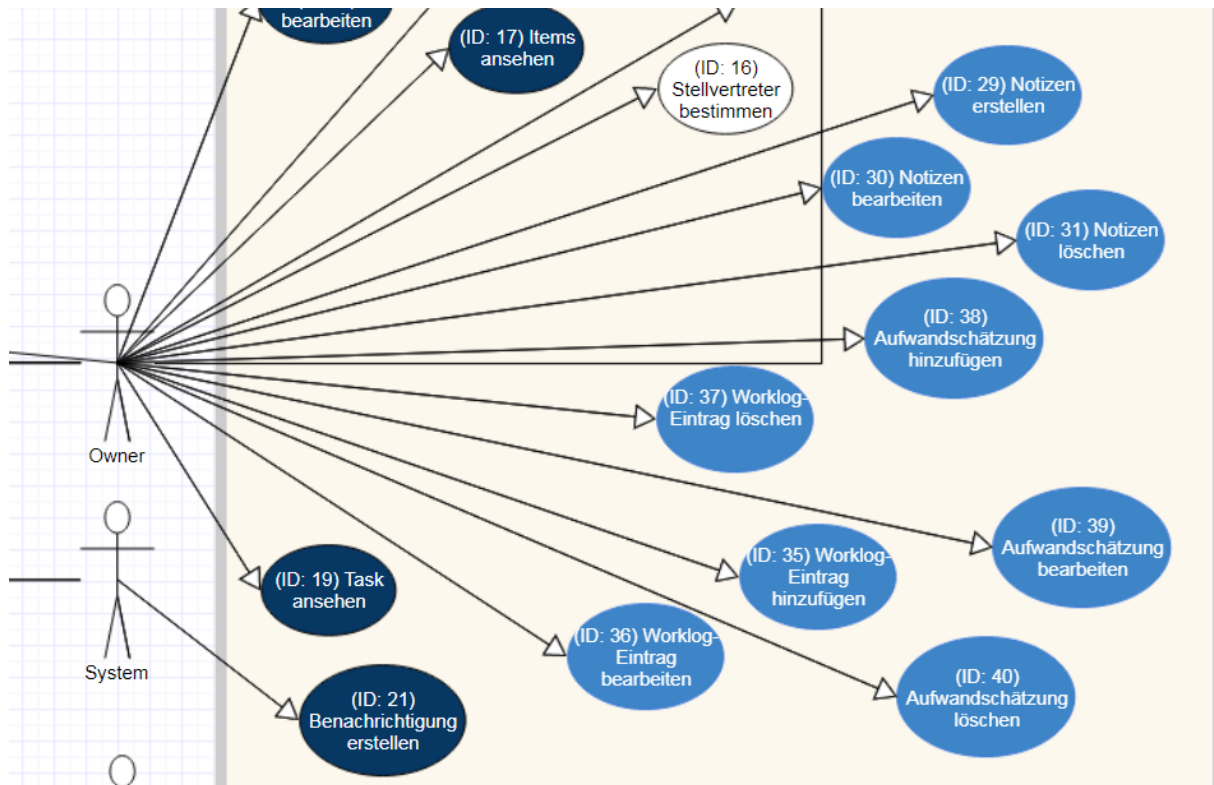 bearbeiten
(ID: 17) Items
ansehen
(ID: 16)
Stellvertreter
bestimmen
(ID: 29) Notizen
erstellen
(ID: 30) Notizen
bearbeiten
(ID: 31) Notizen
löschen
(ID: 38)
Aufwandschätzung
hinzufügen
(ID: 37) Worklog-
Eintrag löschen
Owner
(ID: 39)
Aufwandschätzung
bearbeiten
(ID: 35) Worklog-
Eintrag
hinzufügen
(ID: 19) Task
ansehen
(ID: 36) Worklog-
Eintrag
bearbeiten
System
(ID: 40)
Aufwandschätzung
löschen
(ID: 21)
Benachrichtigung
erstellen